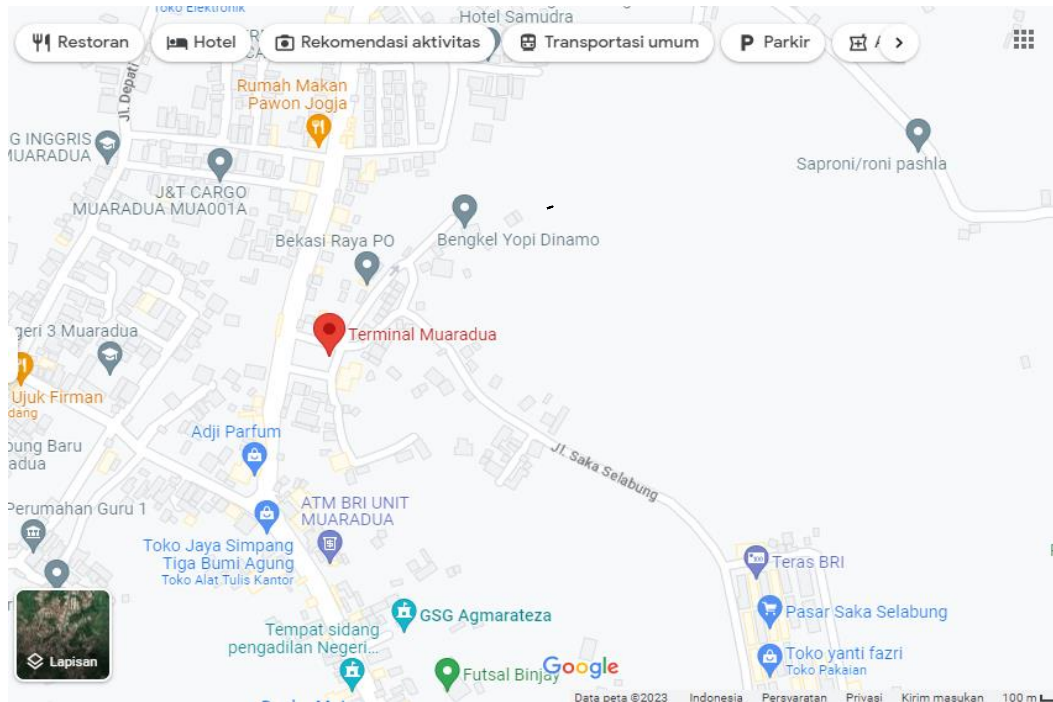 Toko Elektronik
Hotel Samudra
Restoran
Hotel
Rekomendasi aktivitas
Transportasi umum
Parkir
Jl. Depati
Rumah Makan
Pawon Jogja
G INGGRIS
MUARADUA
J&T CARGO
MUARADUA MUA001A
Saproni/roni pashla
Bekasi Raya PO
Bengkel Yopi Dinamo
geri 3 Muaradua
Terminal Muaradua
Ujuk Firman
dang
Adji Parfum
oung Baru
adua
Jl. Saka Selabung
Perumahan Guru 1
ATM BRI UNIT
MUARADUA
Toko Jaya Simpang
Tiga Bumi Agung
Toko Alat Tulis Kantor
Teras BRI
GSG Agmarateza
Pasar Saka Selabung
Tempat sidang
pengadilan Negeri...
Toko yanti fazri
Toko Pakaian
Lapisan
Futsal Binjay
Google
Data peta ©2023 Indonesia Persyaratan Privasi Kirim masukan 100 m